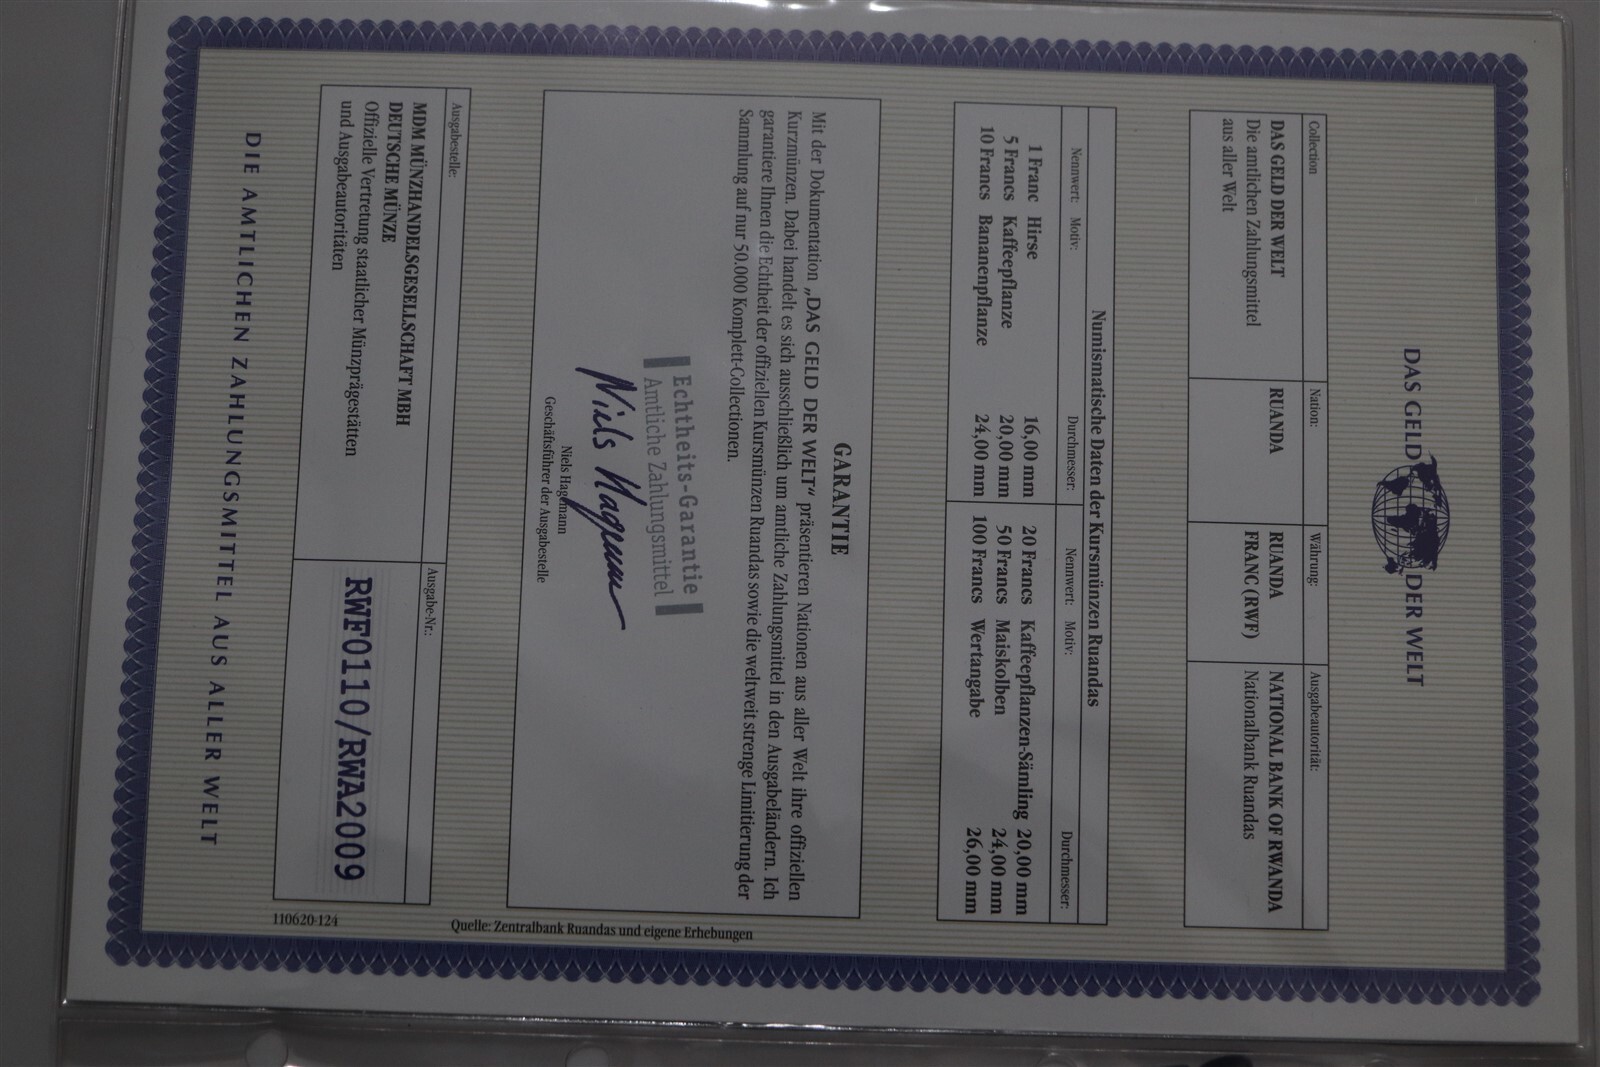 DAS GELD DER WELT
Collection
DAS GELD DER WELT
Die amtlichen Zahlungsmittel
aus aller Welt
Nation:
RUANDA
Währung:
RUANDA
FRANC (RWF)
Ausgabeautorität:
NATIONAL BANK OF RWANDA
Nationalbank Ruandas
Numismatische Daten der Kursmünzen Ruandas
Nennwert: Motiv: Durchmesser: Nennwert: Motiv: Durchmesser:
1 Franc Hirse 16,00 mm 20 Francs Kaffeepflanzen-Sämling 20,00 mm
5 Francs Kaffeepflanze 20,00 mm 50 Francs Maiskolben 24,00 mm
10 Francs Bananenpflanze 24,00 mm 100 Francs Wertangabe 26,00 mm
GARANTIE
Mit der Dokumentation „DAS GELD DER WELT“ präsentieren Nationen aus aller Welt ihre offiziellen
Kurzmünzen. Dabei handelt es sich ausschließlich um amtliche Zahlungsmittel in den Ausgabeländern. Ich
garantiere Ihnen die Echtheit der offiziellen Kursmünzen Ruandas sowie die weltweit strenge Limitierung der
Sammlung auf nur 50.000 Komplett-Collectionen.
Echtheits-Garantie
Amtliche Zahlungsmittel
Niels Hagemann
Niels Hagemann
Geschäftsführer der Ausgabestelle
Ausgabestelle:
MDM MÜNZHANDELSGESELLSCHAFT MBH
DEUTSCHE MÜNZE
Offizielle Vertretung staatlicher Münzprägestätten
und Ausgabeautoritäten
Ausgabe-Nr.:
RWF0110/RWA2009
Quelle: Zentralbank Ruandas und eigene Erhebungen
110620-124
DIE AMTLICHEN ZAHLUNGSMITTEL AUS ALLER WELT